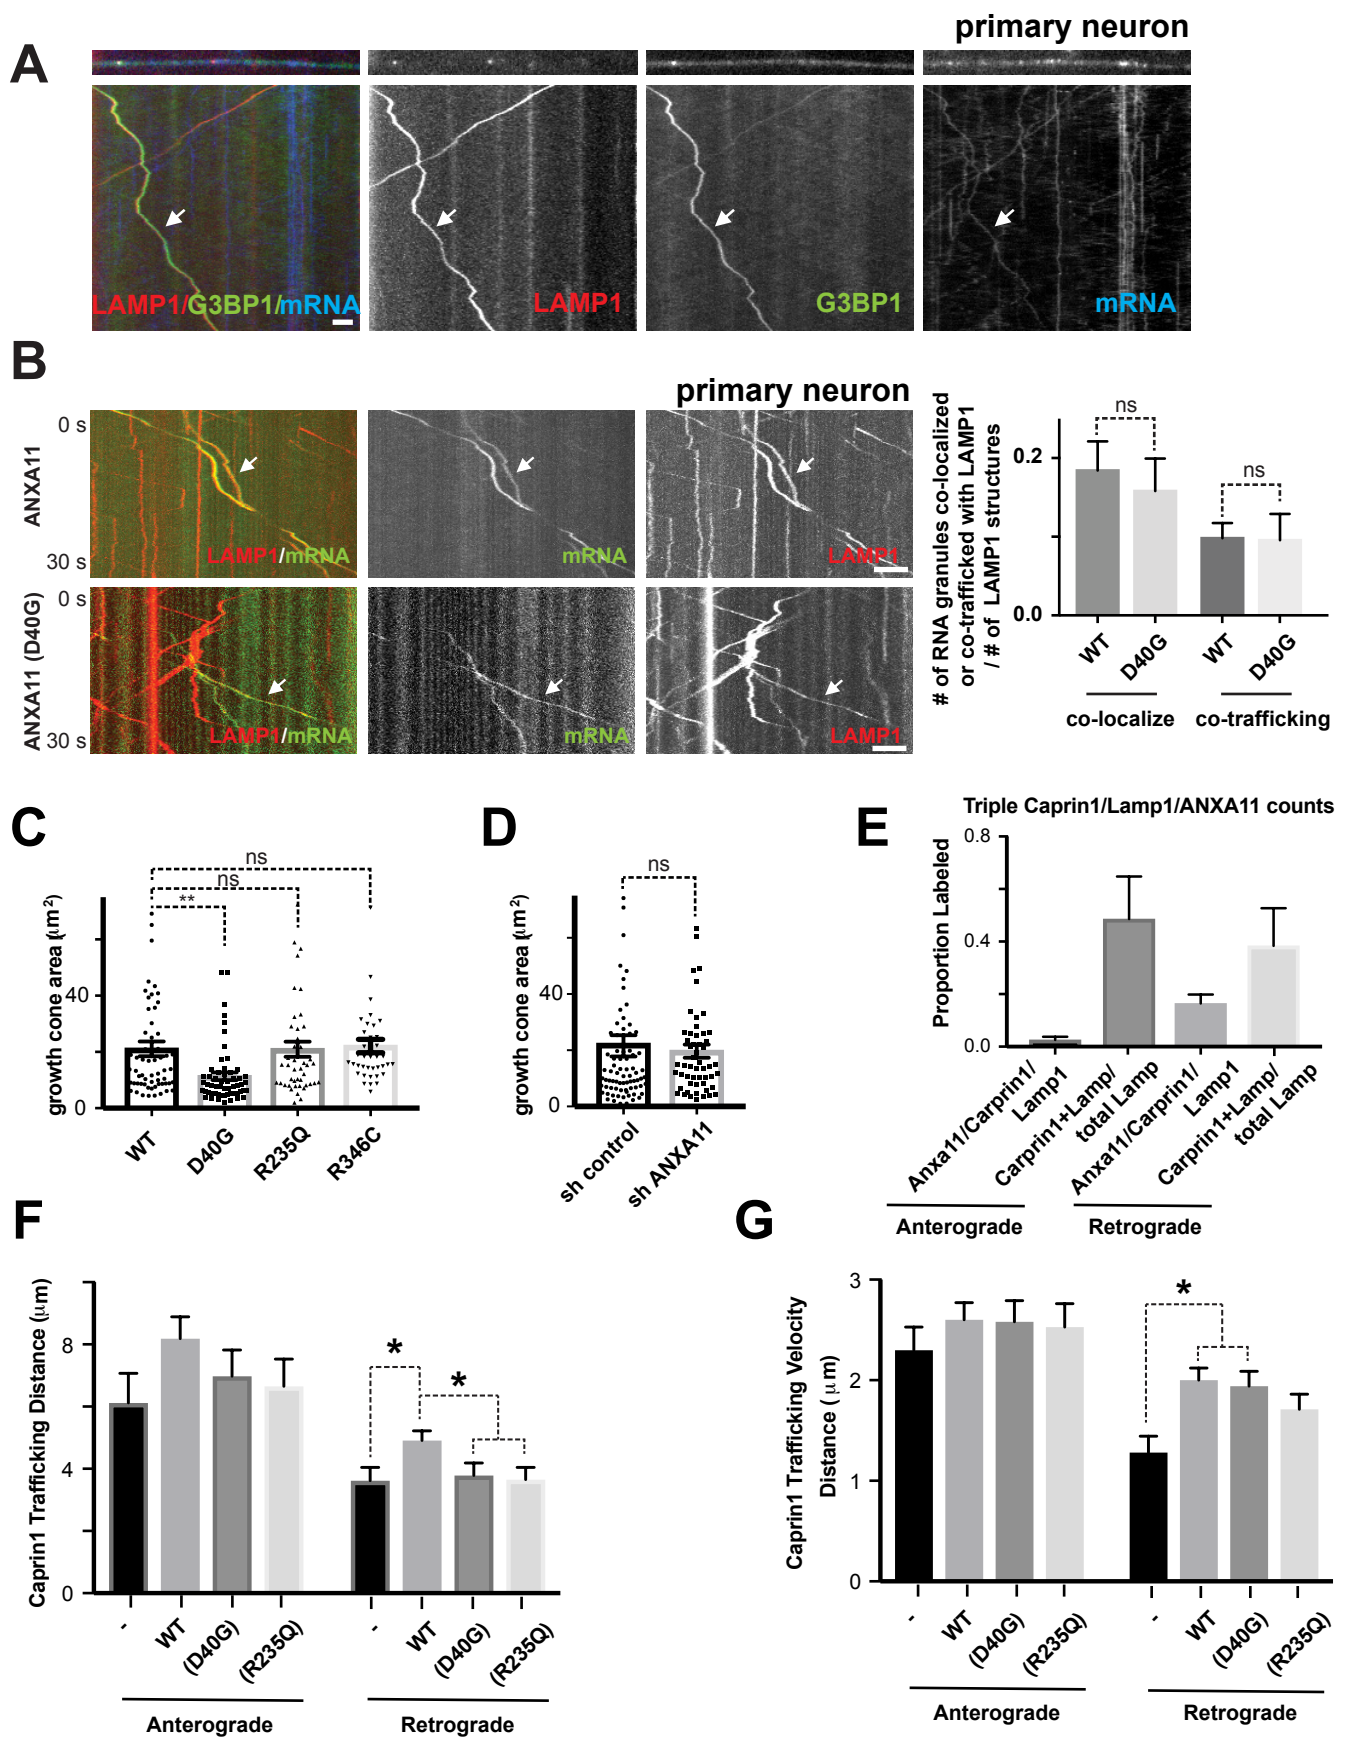 primary neuron
A
LAMP1/G3BP1/mRNA
LAMP1
G3BP1
mRNA
B
primary neuron
ANXA11
0 s
30 s
LAMP1/mRNA
mRNA
LAMP1
ANXA11 (D40G)
0 s
30 s
LAMP1/mRNA
mRNA
LAMP1
# of RNA granules co-localized
or co-trafficked with LAMP1
/ # of LAMP1 structures
0.2
0.0
ns
ns
WT
D40G
WT
D40G
co-localize
co-trafficking
C
growth cone area (µm²)
40
0
ns
ns
**
WT
D40G
R235Q
R346C
D
growth cone area (µm²)
40
0
ns
sh control
sh ANXA11
E
Triple Caprin1/Lamp1/ANXA11 counts
Proportion Labeled
0.8
0.4
0.0
Anxa11/Carprin1/
Lamp1
Carprin1+Lamp/
total Lamp
Anxa11/Carprin1/
Lamp1
Carprin1+Lamp/
total Lamp
Anterograde
Retrograde
F
Caprin1 Trafficking Distance (µm)
8
4
0
*
*
-
WT
(D40G)
(R235Q)
-
WT
(D40G)
(R235Q)
Anterograde
Retrograde
G
Caprin1 Trafficking Velocity
Distance (µm)
3
2
1
0
*
-
WT
(D40G)
(R235Q)
-
WT
(D40G)
(R235Q)
Anterograde
Retrograde